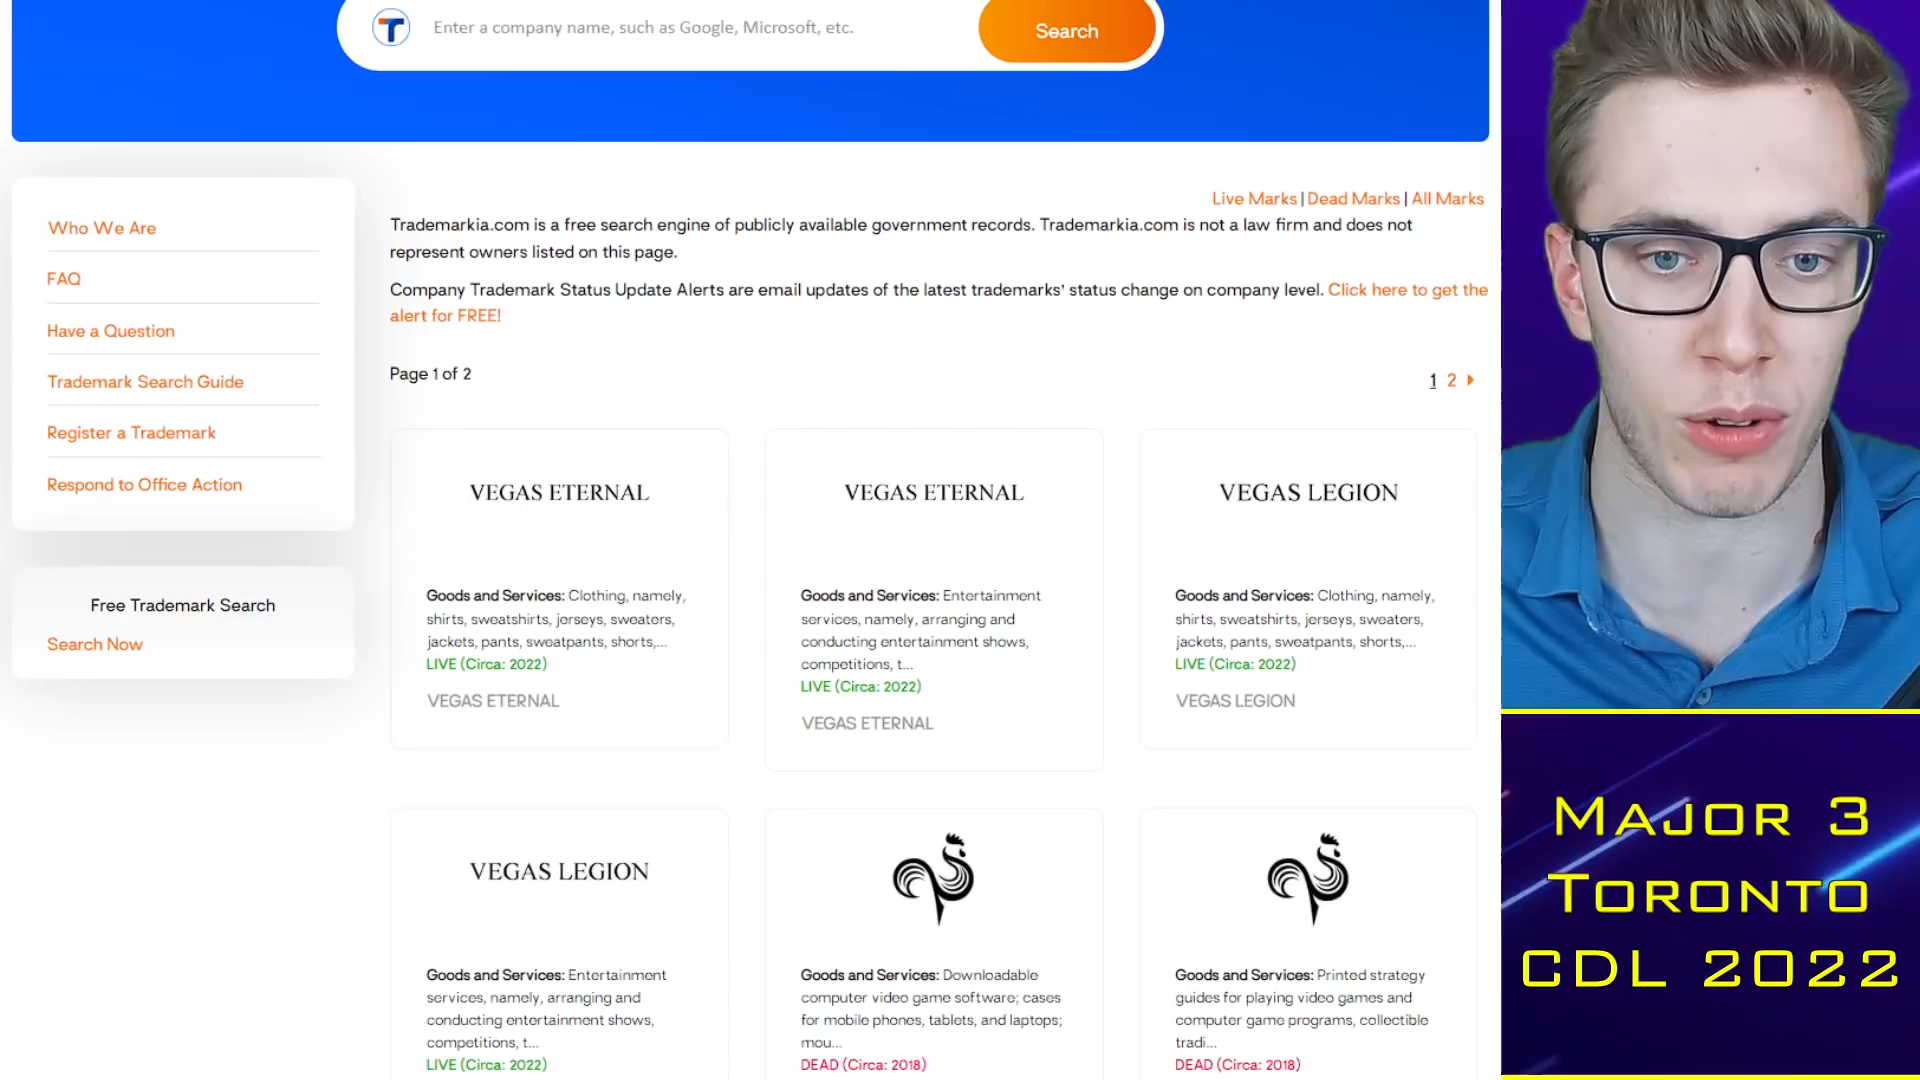 Enter a company name, such as Google, Microsoft, etc.
Search
Live Marks | Dead Marks | All Marks
Trademarkia.com is a free search engine of publicly available government records. Trademarkia.com is not a law firm and does not
represent owners listed on this page.
Company Trademark Status Update Alerts are email updates of the latest trademarks' status change on company level. Click here to get the
alert for FREE!
Who We Are
FAQ
Have a Question
Trademark Search Guide
Register a Trademark
Respond to Office Action
Free Trademark Search
Search Now
Page 1 of 2
1 2
VEGAS ETERNAL
Goods and Services: Clothing, namely,
shirts, sweatshirts, jerseys, sweaters,
jackets, pants, sweatpants, shorts,...
LIVE (Circa: 2022)
VEGAS ETERNAL
VEGAS ETERNAL
Goods and Services: Entertainment
services, namely, arranging and
conducting entertainment shows,
competitions, t...
LIVE (Circa: 2022)
VEGAS ETERNAL
VEGAS LEGION
Goods and Services: Clothing, namely,
shirts, sweatshirts, jerseys, sweaters,
jackets, pants, sweatpants, shorts,...
LIVE (Circa: 2022)
VEGAS LEGION
VEGAS LEGION
Goods and Services: Entertainment
services, namely, arranging and
conducting entertainment shows,
competitions, t...
LIVE (Circa: 2022)
Goods and Services: Downloadable
computer video game software; cases
for mobile phones, tablets, and laptops;
mou...
DEAD (Circa: 2018)
Goods and Services: Printed strategy
guides for playing video games and
computer game programs, collectible
tradi...
DEAD (Circa: 2018)
Major 3
Toronto
CDL 2022